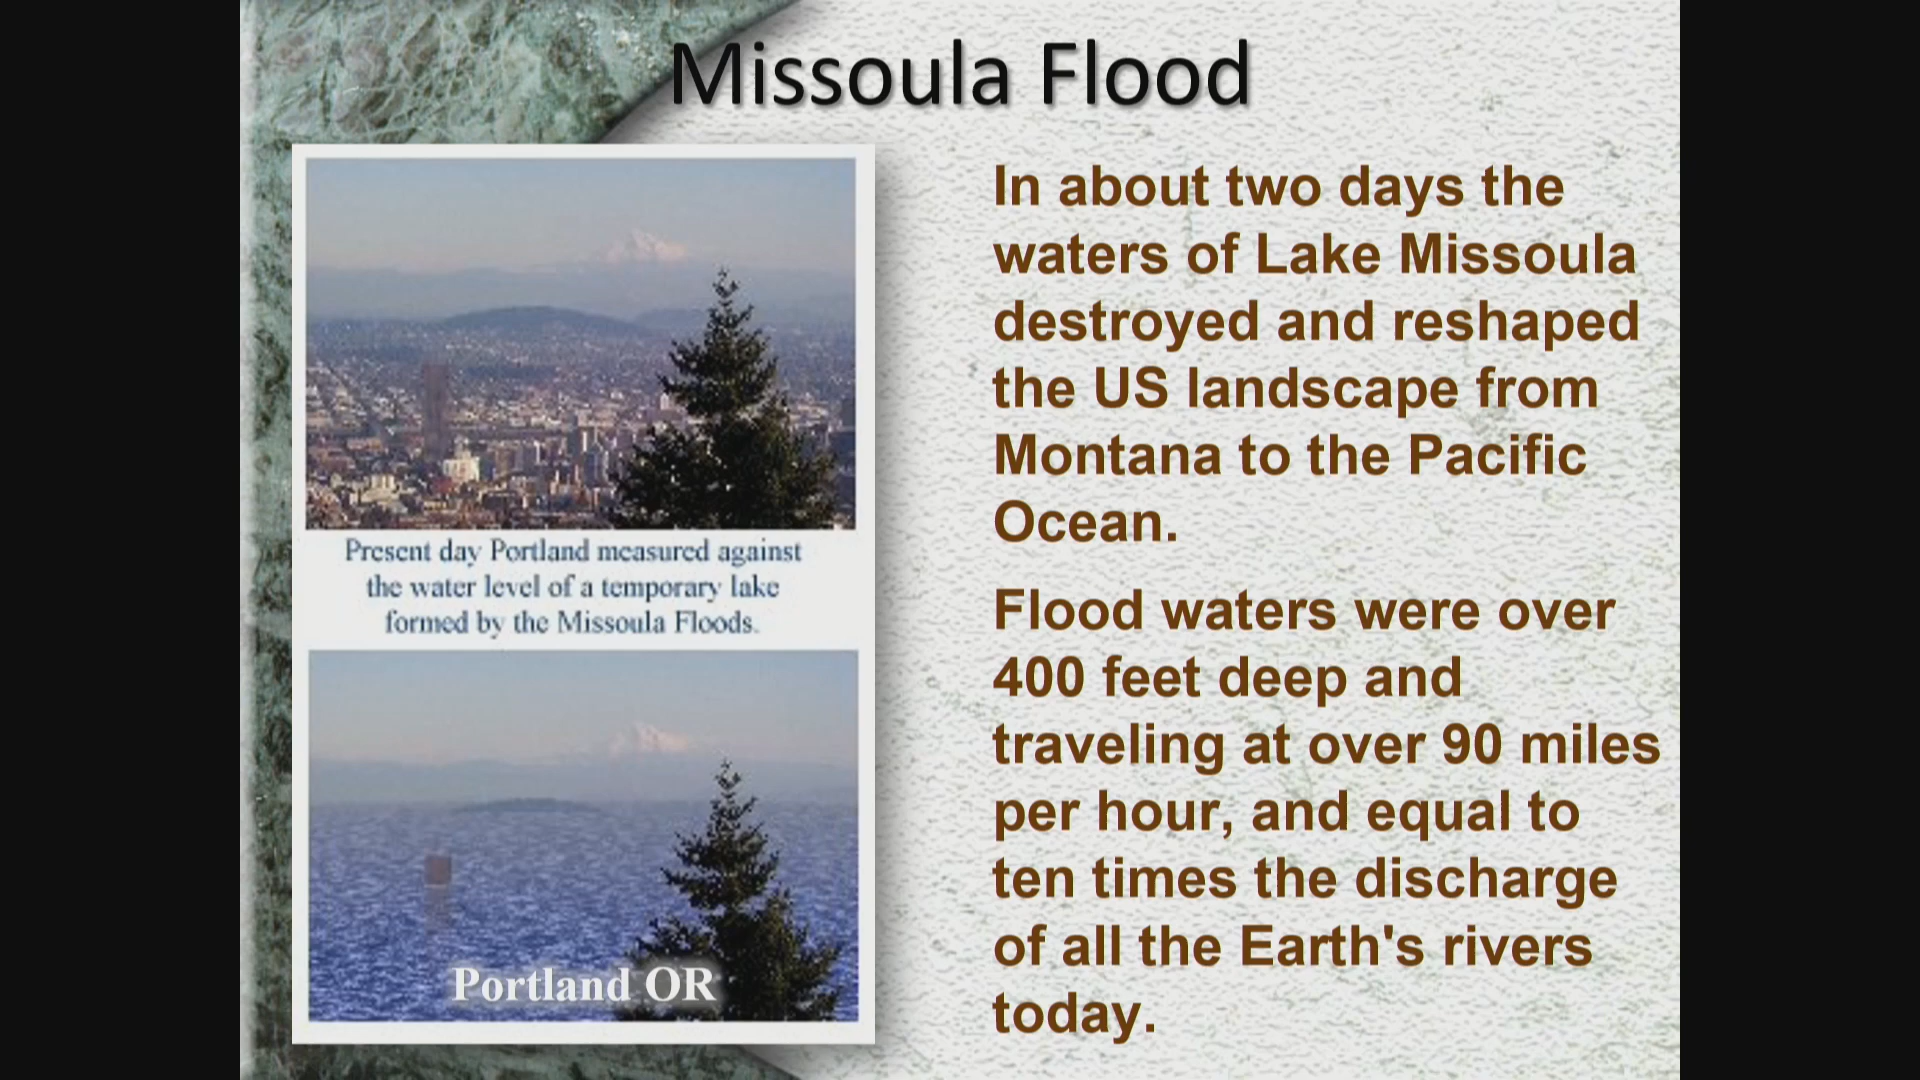 Missoula Flood
Present day Portland measured against
the water level of a temporary lake
formed by the Missoula Floods.
Portland OR
In about two days the
waters of Lake Missoula
destroyed and reshaped
the US landscape from
Montana to the Pacific
Ocean.
Flood waters were over
400 feet deep and
traveling at over 90 miles
per hour, and equal to
ten times the discharge
of all the Earth's rivers
today.